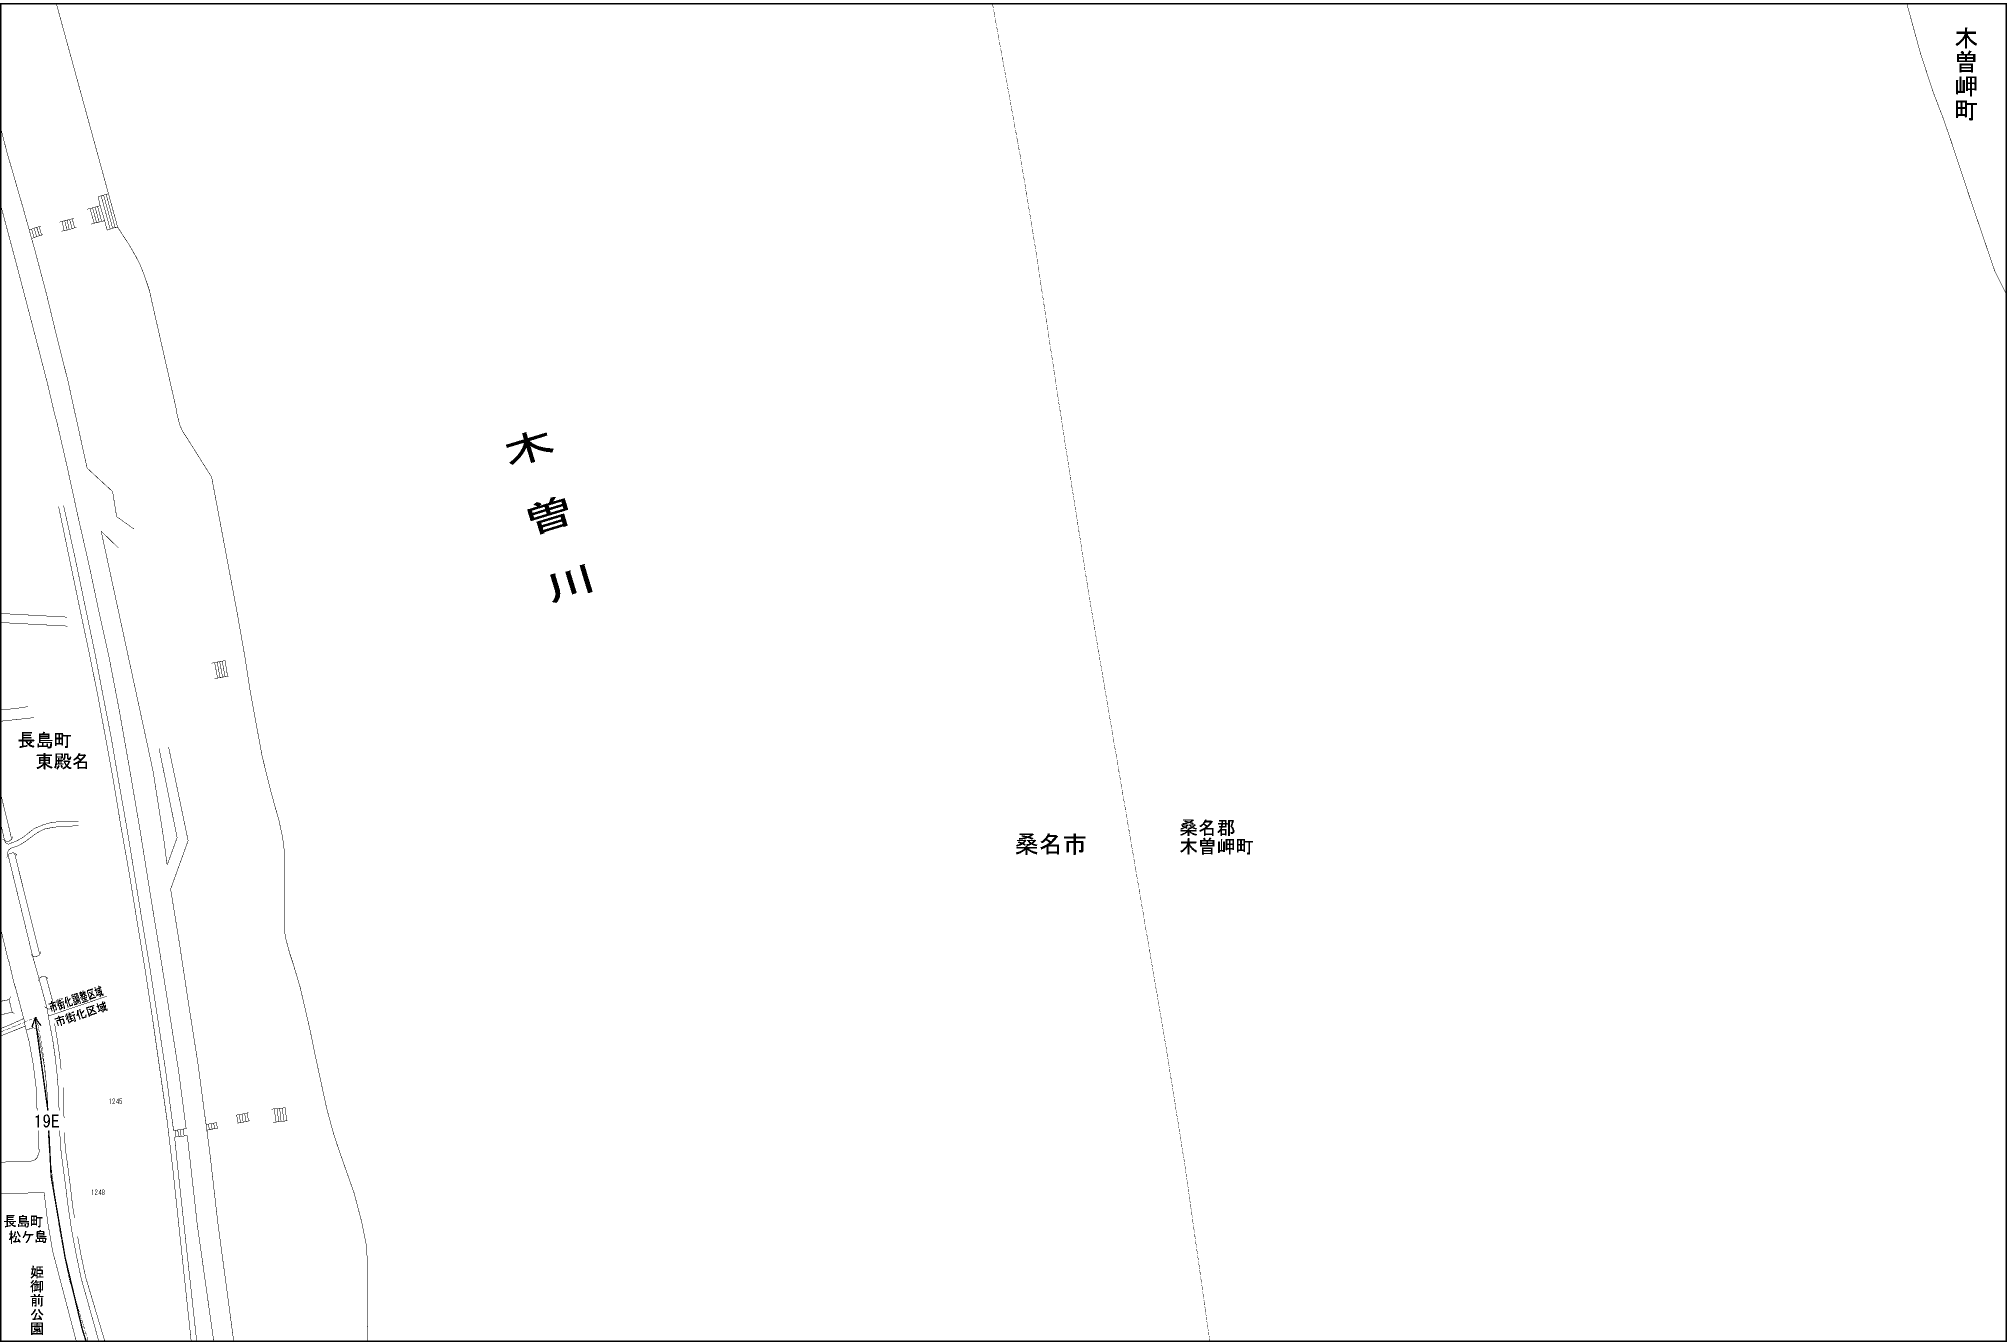 木曽岬町
木曽川
長島町
東殿名
桑名市
桑名郡
木曽岬町
市街化調整区域
市街化区域
1245
19E
1248
長島町
松ケ島
姫御前公園